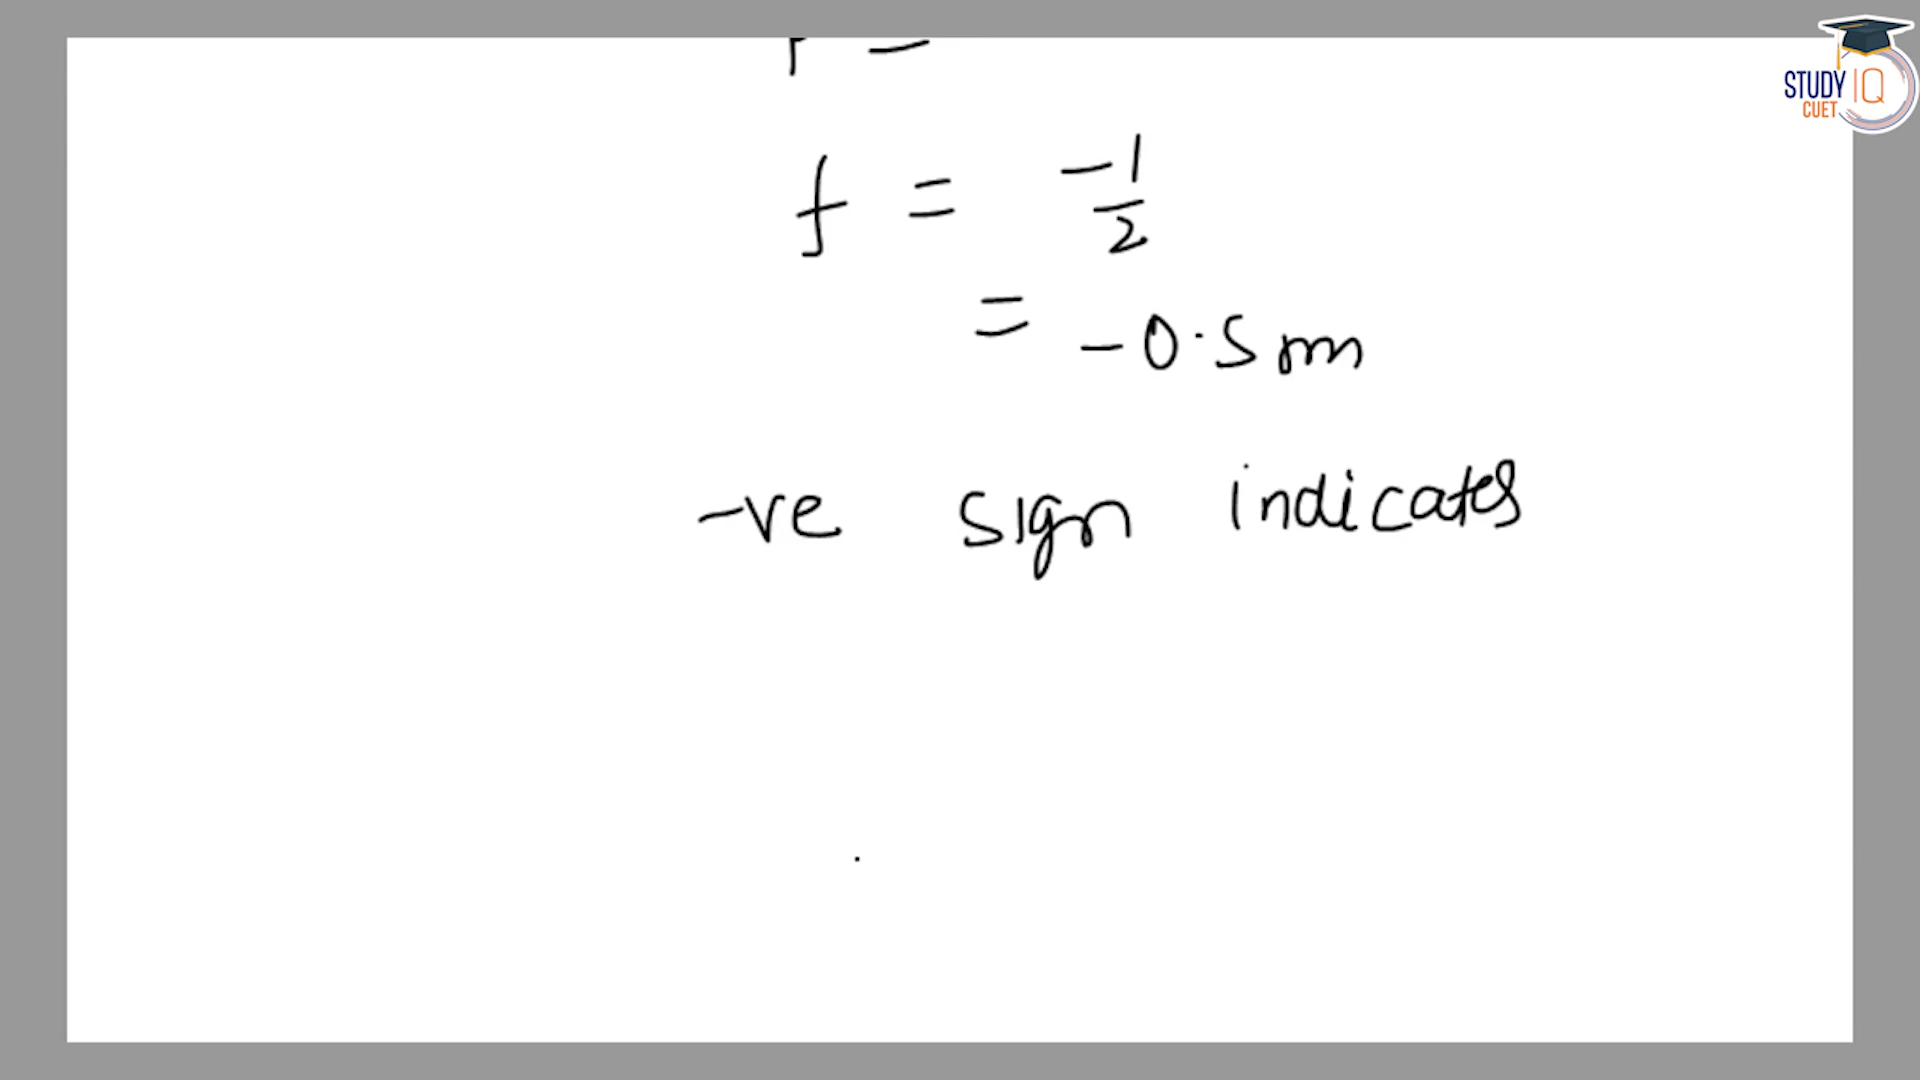 STUDY IQ
CUET
f = -1/2
= -0.5 m
-ve sign indicates